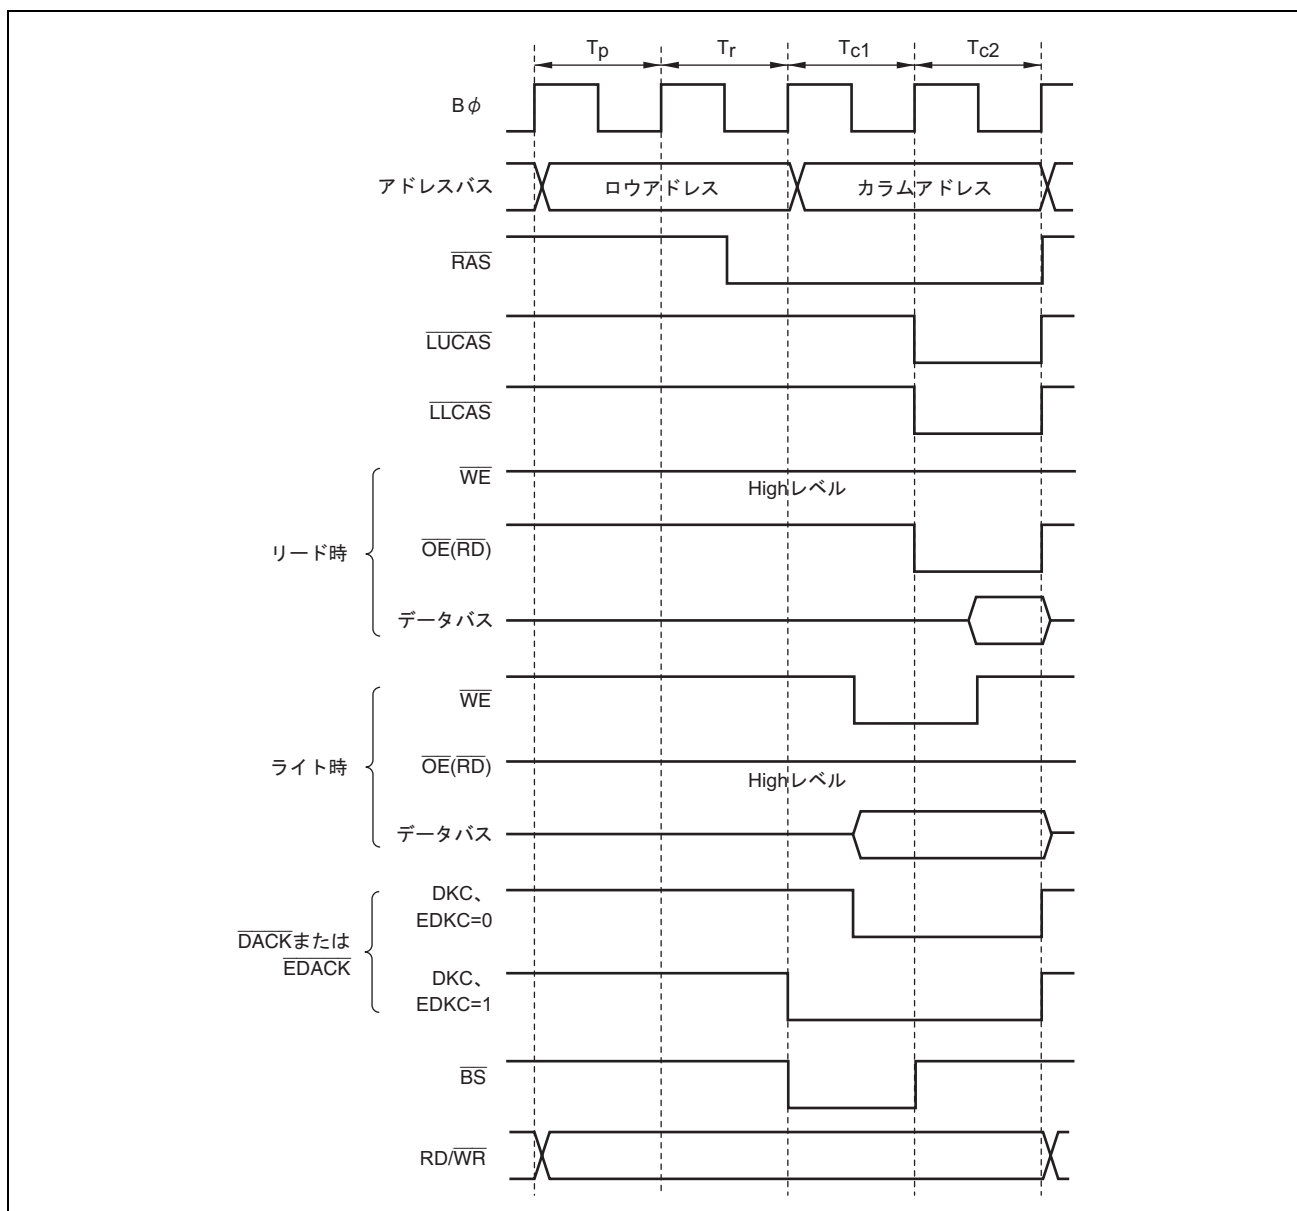 Tp Tr Tc1 Tc2
Bφ
アドレスバス ロウアドレス カラムアドレス
RAS
LUCAS
LLCAS
リード時
WE
Highレベル
OE(RD)
データバス
ライト時
WE
OE(RD)
Highレベル
データバス
DACKまたは
EDACK
DKC、
EDKC=0
DKC、
EDKC=1
BS
RD/WR